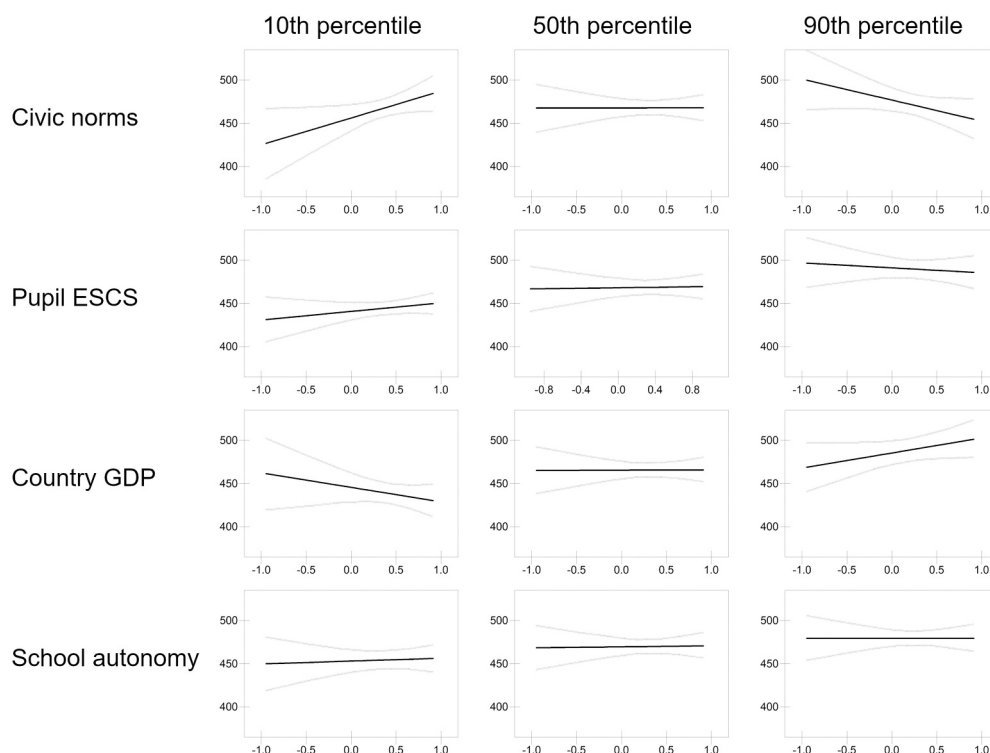 10th percentile 50th percentile 90th percentile
Civic norms
500 500 500
450 450 450
400 400 400
-1.0 -0.5 0.0 0.5 1.0 -1.0 -0.5 0.0 0.5 1.0 -1.0 -0.5 0.0 0.5 1.0
Pupil ESCS
500 500 500
450 450 450
400 400 400
-1.0 -0.5 0.0 0.5 1.0 -0.8 -0.4 0.0 0.4 0.8 -1.0 -0.5 0.0 0.5 1.0
Country GDP
500 500 500
450 450 450
400 400 400
-1.0 -0.5 0.0 0.5 1.0 -1.0 -0.5 0.0 0.5 1.0 -1.0 -0.5 0.0 0.5 1.0
School autonomy
500 500 500
450 450 450
400 400 400
-1.0 -0.5 0.0 0.5 1.0 -1.0 -0.5 0.0 0.5 1.0 -1.0 -0.5 0.0 0.5 1.0